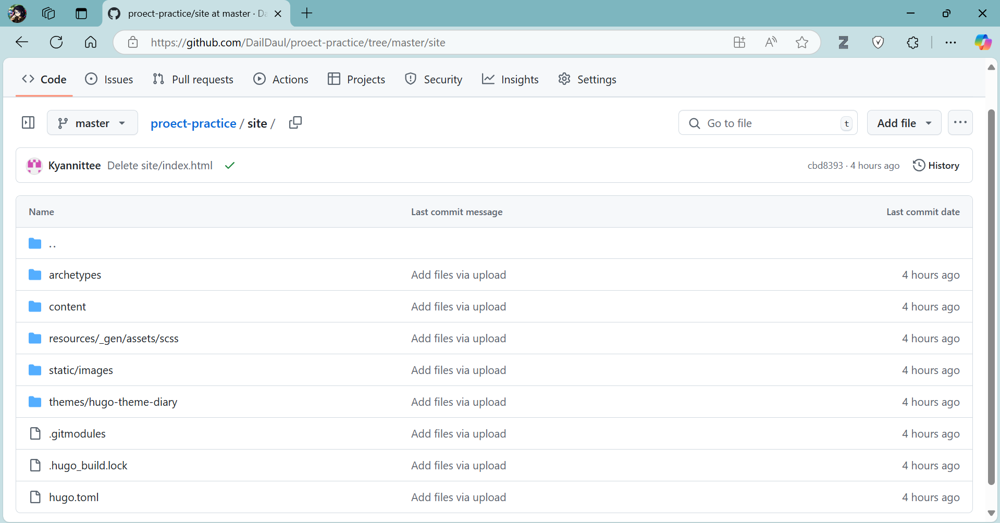 proect-practice/site at master · Da
https://github.com/DailDaul/proect-practice/tree/master/site
Code Issues Pull requests Actions Projects Security Insights Settings
master proect-practice / site / Go to file t Add file
Kyannittee Delete site/index.html cbd8393 · 4 hours ago History
Name Last commit message Last commit date
..
archetypes Add files via upload 4 hours ago
content Add files via upload 4 hours ago
resources/_gen/assets/scss Add files via upload 4 hours ago
static/images Add files via upload 4 hours ago
themes/hugo-theme-diary Add files via upload 4 hours ago
.gitmodules Add files via upload 4 hours ago
.hugo_build.lock Add files via upload 4 hours ago
hugo.toml Add files via upload 4 hours ago